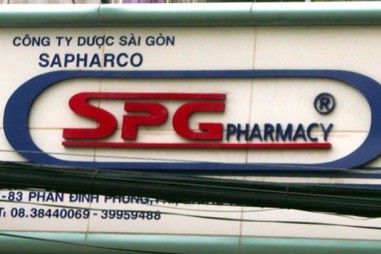 CÔNG TY DƯỢC SÀI GÒN
SAPHARCO
SPG PHARMACY ®
-83 PHAN ĐÌNH PHÙNG,
T: 08.38440069 - 39959488